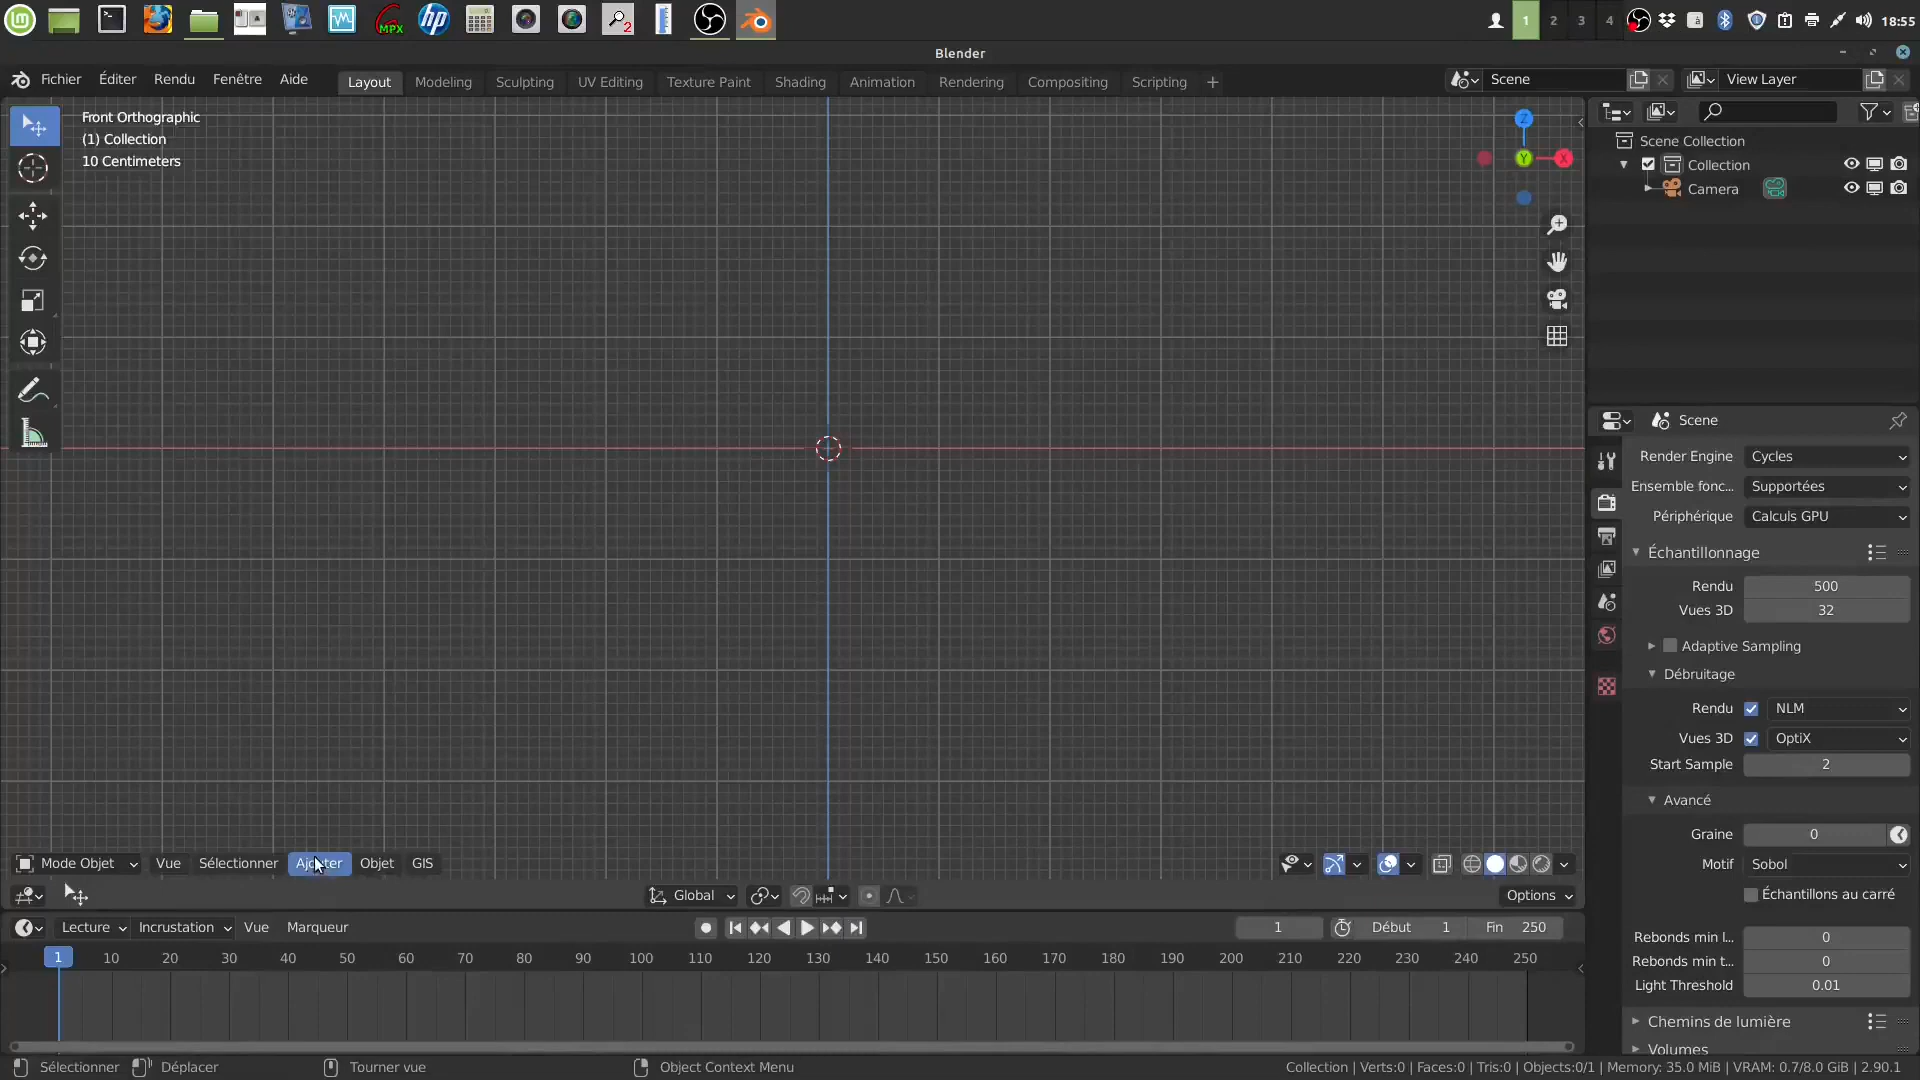 MPX
hp
2
1
2
3
4
à
18:55
Blender
Fichier Éditer Rendu Fenêtre Aide
Layout Modeling Sculpting UV Editing Texture Paint Shading Animation Rendering Compositing Scripting +
Scene
View Layer
Front Orthographic
(1) Collection
10 Centimeters
Z
Y
X
Scene Collection
Collection
Camera
Scene
Render Engine Cycles
Ensemble fonc... Supportées
Périphérique Calculs GPU
Échantillonnage
Rendu 500
Vues 3D 32
Adaptive Sampling
Débruitage
Rendu NLM
Vues 3D OptiX
Start Sample 2
Avancé
Graine 0
Motif Sobol
Échantillons au carré
Rebonds min l... 0
Rebonds min t... 0
Light Threshold 0.01
Chemins de lumière
Volumes
Mode Objet Vue Sélectionner Ajouter Objet GIS
Global
Options
Lecture Incrustation Vue Marqueur
1 Début 1 Fin 250
1 10 20 30 40 50 60 70 80 90 100 110 120 130 140 150 160 170 180 190 200 210 220 230 240 250
Sélectionner Déplacer Tourner vue Object Context Menu
Collection | Verts:0 | Faces:0 | Tris:0 | Objects:0/1 | Memory: 35.0 MiB | VRAM: 0.7/8.0 GiB | 2.90.1